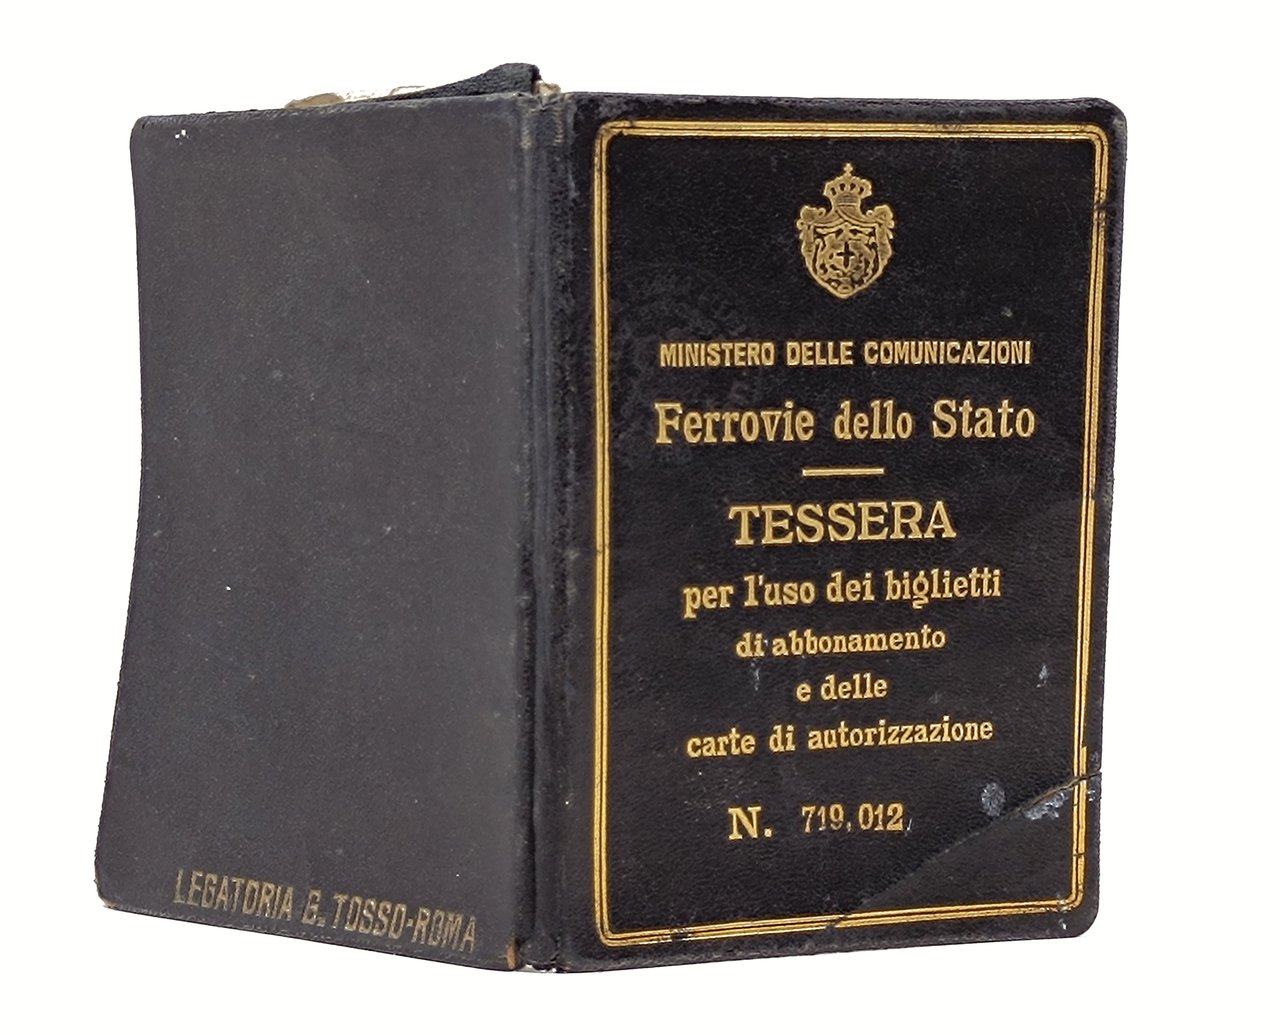 MINISTERO DELLE COMUNICAZIONI
Ferrovie dello Stato
TESSERA
per l'uso dei biglietti
di abbonamento
e delle
carte di autorizzazione
N. 719,012
LEGATORIA G. TOSSO-ROMA